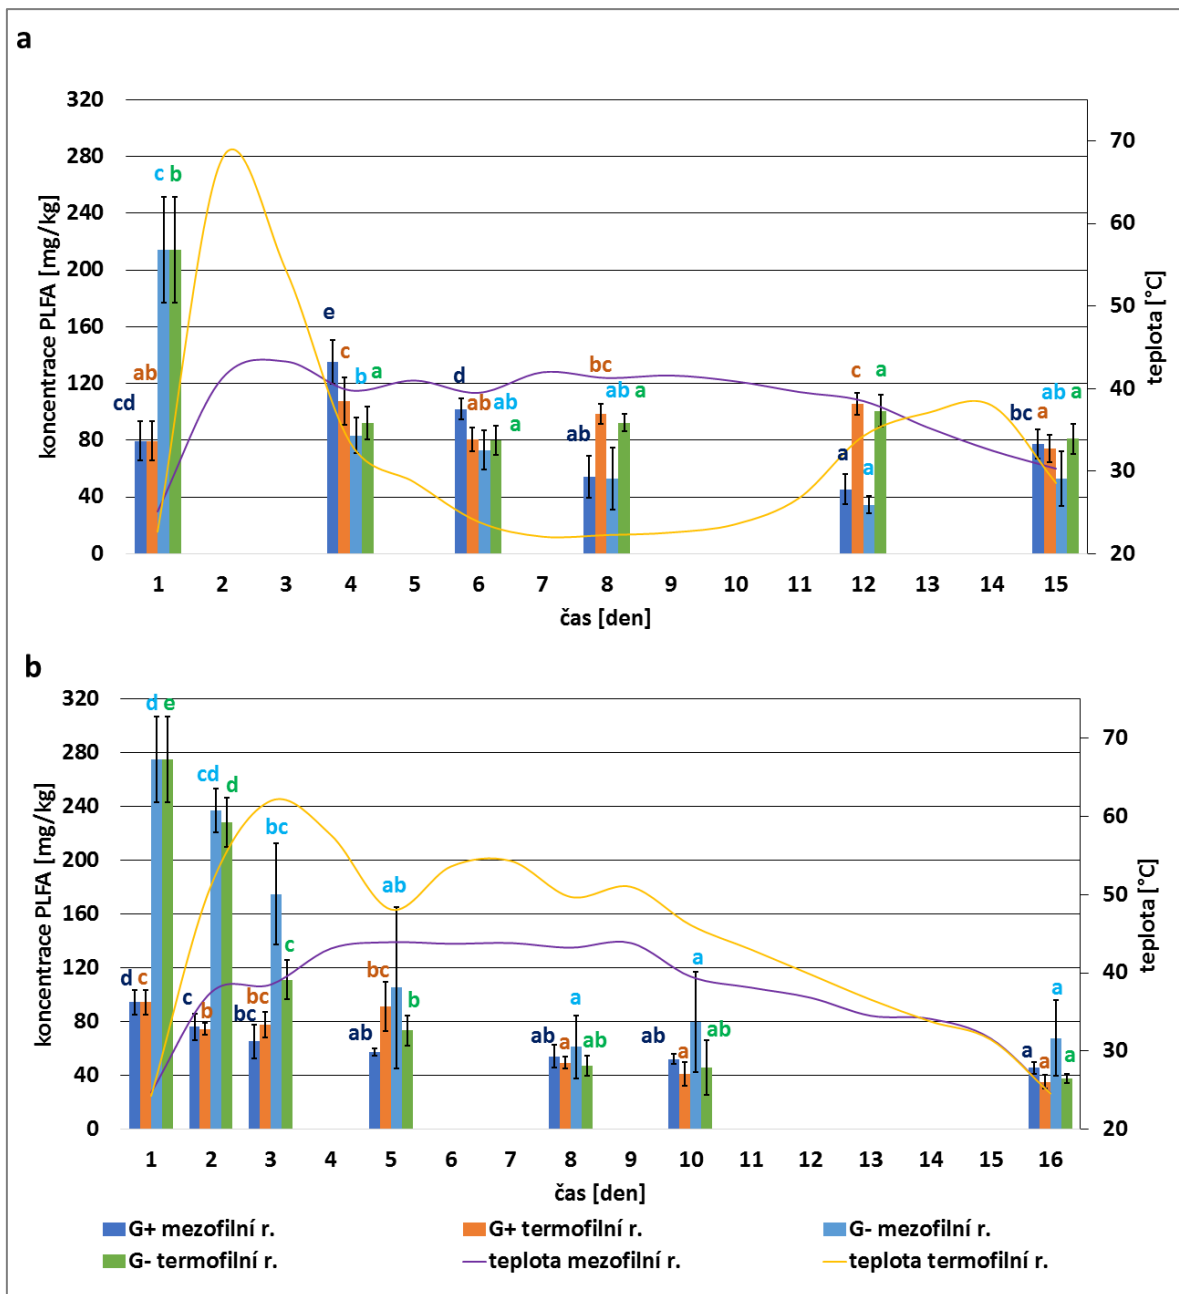 a
320
280
240
200
160
120
80
40
0
koncentrace PLFA [mg/kg]
70
60
50
40
30
20
teplota [°C]
cd ab c b
e c b a
d ab ab a
ab bc ab a
a c a a
bc a ab a
1 2 3 4 5 6 7 8 9 10 11 12 13 14 15
čas [den]
b
320
280
240
200
160
120
80
40
0
koncentrace PLFA [mg/kg]
70
60
50
40
30
20
teplota [°C]
d c d e
c b cd d
bc bc bc c
ab bc ab b
ab a a ab
ab a a ab
a a a a
1 2 3 4 5 6 7 8 9 10 11 12 13 14 15 16
čas [den]
G+ mezofilní r. G+ termofilní r. G- mezofilní r.
G- termofilní r. teplota mezofilní r. teplota termofilní r.